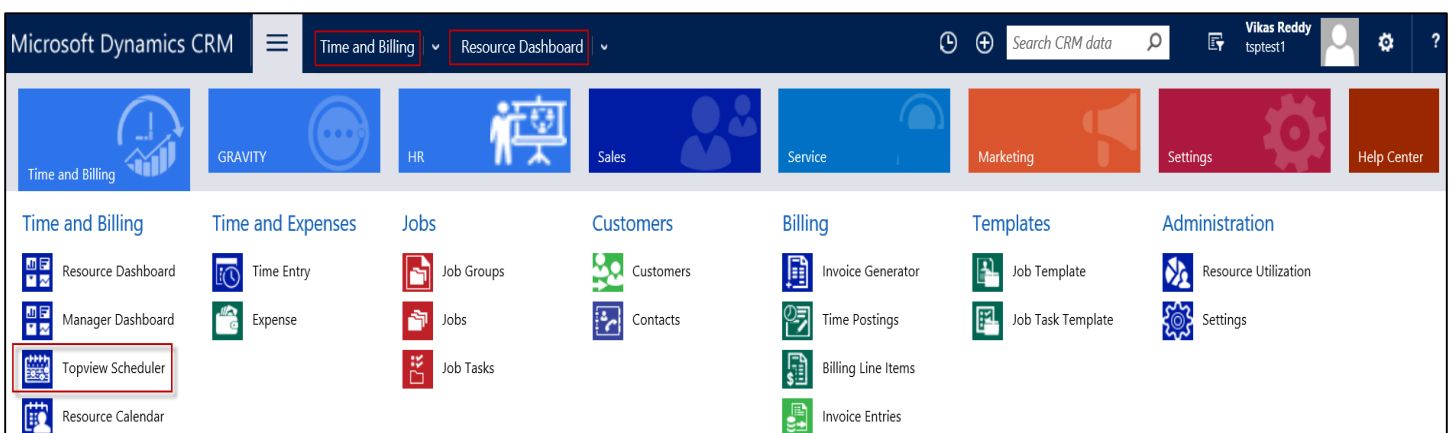 Microsoft Dynamics CRM
Time and Billing
Resource Dashboard
Search CRM data
Vikas Reddy
tsptest1
?
Time and Billing
GRAVITY
HR
Sales
Service
Marketing
Settings
Help Center
Time and Billing
Resource Dashboard
Manager Dashboard
Topview Scheduler
Resource Calendar
Time and Expenses
Time Entry
Expense
Jobs
Job Groups
Jobs
Job Tasks
Customers
Customers
Contacts
Billing
Invoice Generator
Time Postings
Billing Line Items
Invoice Entries
Templates
Job Template
Job Task Template
Administration
Resource Utilization
Settings